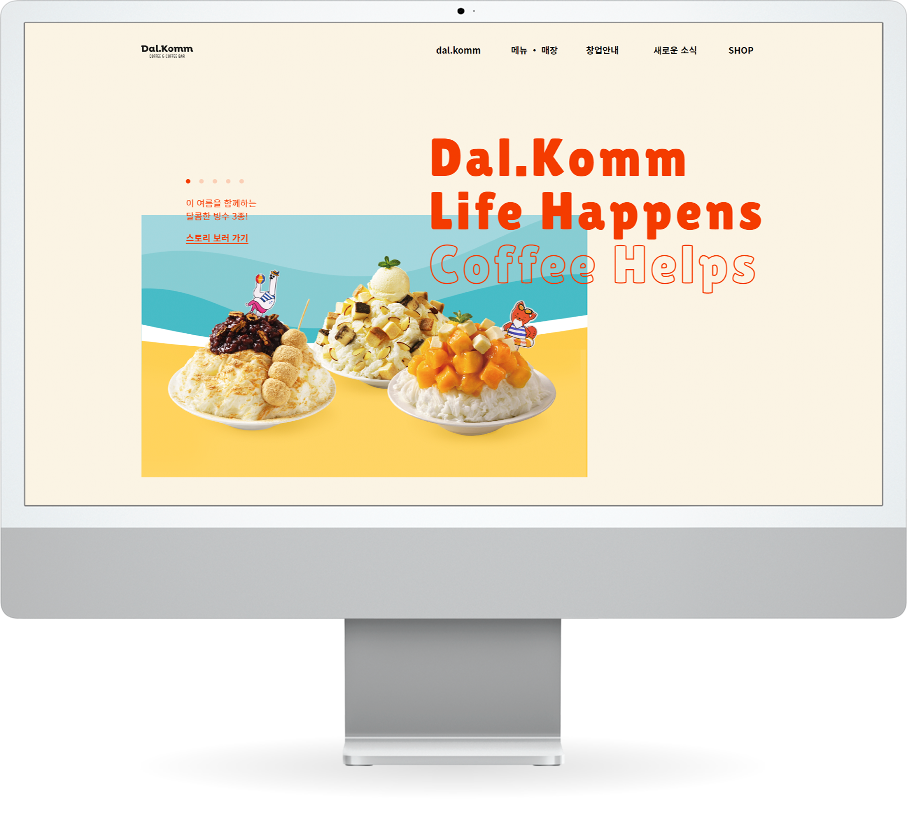 Dal.Komm
COFFEE & COFFEE BAR
dal.komm
메뉴 • 매장
창업안내
새로운 소식
SHOP
Dal.Komm
Life Happens
Coffee Helps
이 여름을 함께하는
달콤한 빙수 3종!
스토리 보러 가기